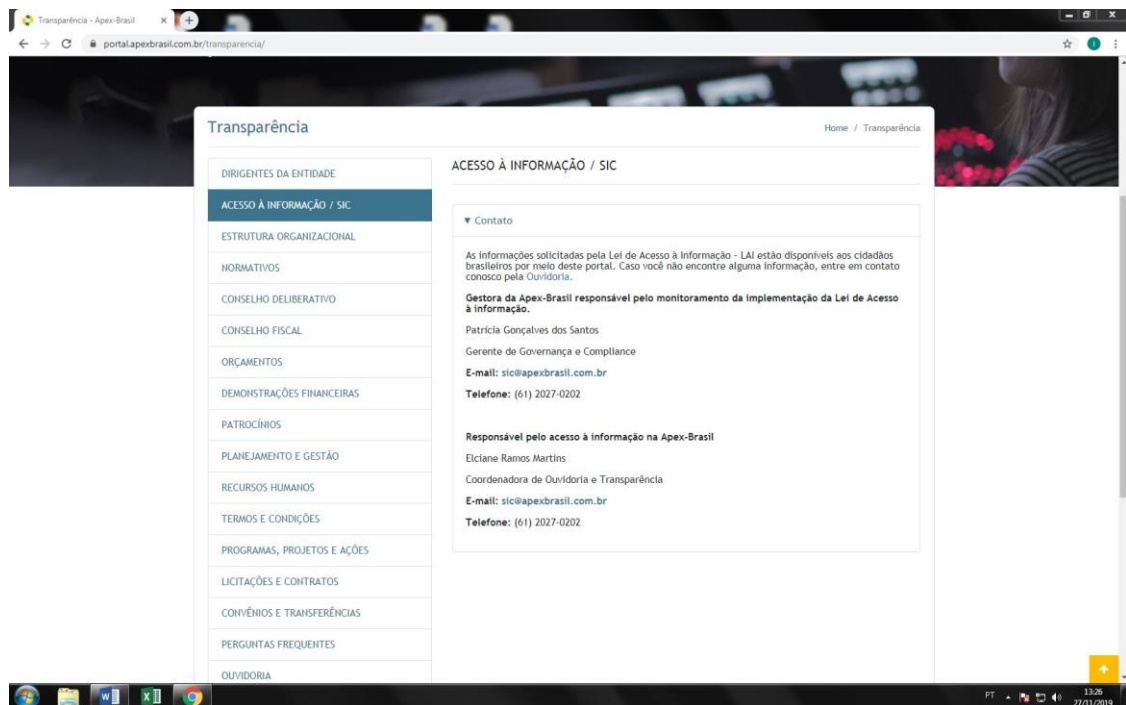 Transparência - Apex-Brasil
portal.apexbrasil.com.br/transparencia/
Transparência
Home / Transparência
DIRIGENTES DA ENTIDADE
ACESSO À INFORMAÇÃO / SIC
ESTRUTURA ORGANIZACIONAL
NORMATIVOS
CONSELHO DELIBERATIVO
CONSELHO FISCAL
ORÇAMENTOS
DEMONSTRAÇÕES FINANCEIRAS
PATROCÍNIOS
PLANEJAMENTO E GESTÃO
RECURSOS HUMANOS
TERMOS E CONDIÇÕES
PROGRAMAS, PROJETOS E AÇÕES
LICITAÇÕES E CONTRATOS
CONVÊNIOS E TRANSFERÊNCIAS
PERGUNTAS FREQUENTES
OUVIDORIA
ACESSO À INFORMAÇÃO / SIC
▼ Contato
As informações solicitadas pela Lei de Acesso à Informação - LAI estão disponíveis aos cidadãos
brasileiros por meio deste portal. Caso você não encontre alguma informação, entre em contato
conosco pela Ouvidoria.
Gestora da Apex-Brasil responsável pelo monitoramento da implementação da Lei de Acesso
à informação.
Patrícia Gonçalves dos Santos
Gerente de Governança e Compliance
E-mail: sic@apexbrasil.com.br
Telefone: (61) 2027-0202
Responsável pelo acesso à informação na Apex-Brasil
Elciane Ramos Martins
Coordenadora de Ouvidoria e Transparência
E-mail: sic@apexbrasil.com.br
Telefone: (61) 2027-0202
PT
13:26
27/11/2019